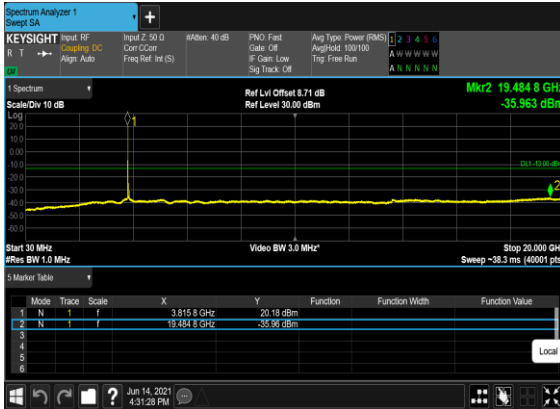 Spectrum Analyzer 1
Swept SA
+
KEYSIGHT
R T
LV
Input: RF
Coupling: DC
Align: Auto
Input Z: 50 Ω
Corr CCorr
Freq Ref: Int (S)
#Atten: 40 dB
PNO: Fast
Gate: Off
IF Gain: Low
Sig Track: Off
Avg Type: Power (RMS)
Avg|Hold: 100/100
Trig: Free Run
1 2 3 4 5 6
A W W W W W
A N N N N N
1 Spectrum
Scale/Div 10 dB
Ref Lvl Offset 8.71 dB
Ref Level 30.00 dBm
Mkr2 19.484 8 GHz
-35.963 dBm
Log
20.0
10.0
0.00
-10.0
-20.0
-30.0
-40.0
-50.0
-60.0
1
DL1 -13.00 dBm
2
Start 30 MHz
#Res BW 1.0 MHz
Video BW 3.0 MHz*
Stop 20.000 GH
Sweep ~38.3 ms (40001 pts
5 Marker Table
Mode Trace Scale X Y Function Function Width Function Value
1 N 1 f 3.815 8 GHz 20.18 dBm
2 N 1 f 19.484 8 GHz -35.96 dBm
3
4
5
6
Local
?
Jun 14, 2021
4:31:28 PM